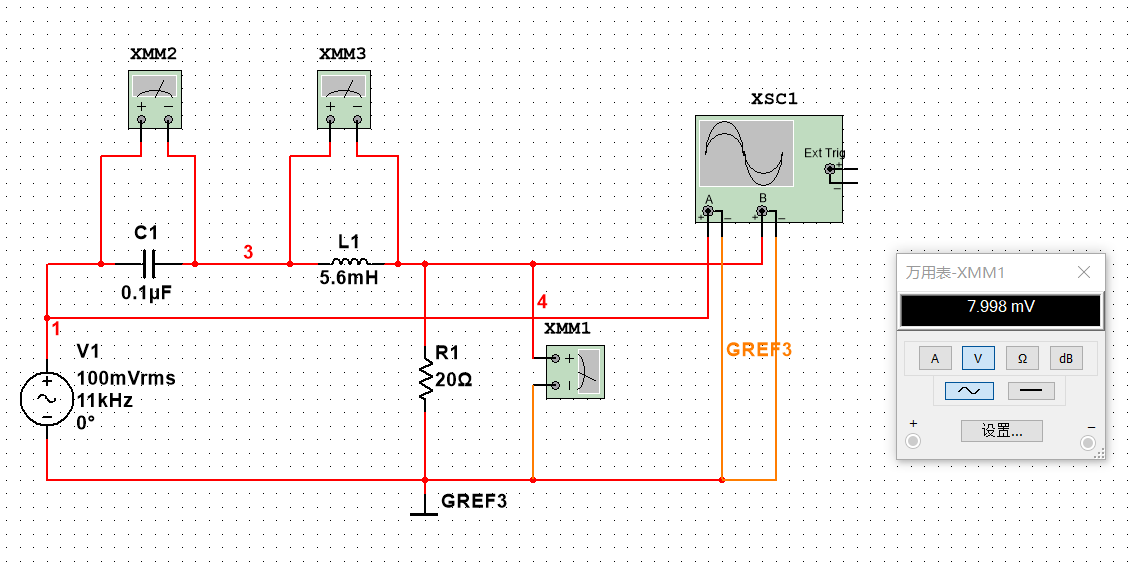 XMM2
XMM3
XSC1
Ext Trig
A
B
C1
0.1µF
3
L1
5.6mH
万用表-XMM1
7.998 mV
A
V
Ω
dB
设置...
1
4
XMM1
GREF3
V1
100mVrms
11kHz
0°
R1
20Ω
GREF3